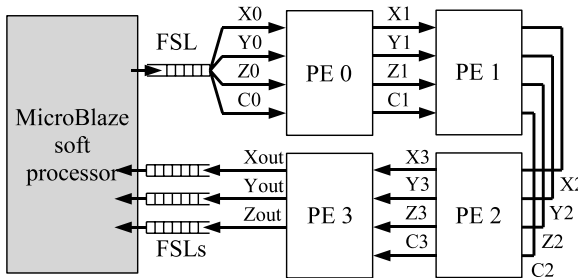 FSL
X0
Y0
Z0
C0
PE 0
X1
Y1
Z1
C1
PE 1
MicroBlaze
soft
processor
FSLs
Xout
Yout
Zout
PE 3
X3
Y3
Z3
C3
PE 2
X2
Y2
Z2
C2